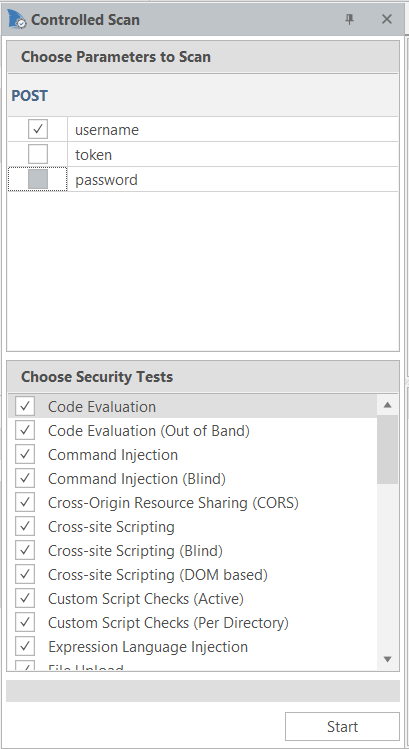 Controlled Scan
Choose Parameters to Scan
POST
username
token
password
Choose Security Tests
Code Evaluation
Code Evaluation (Out of Band)
Command Injection
Command Injection (Blind)
Cross-Origin Resource Sharing (CORS)
Cross-site Scripting
Cross-site Scripting (Blind)
Cross-site Scripting (DOM based)
Custom Script Checks (Active)
Custom Script Checks (Per Directory)
Expression Language Injection
File Upload
Start